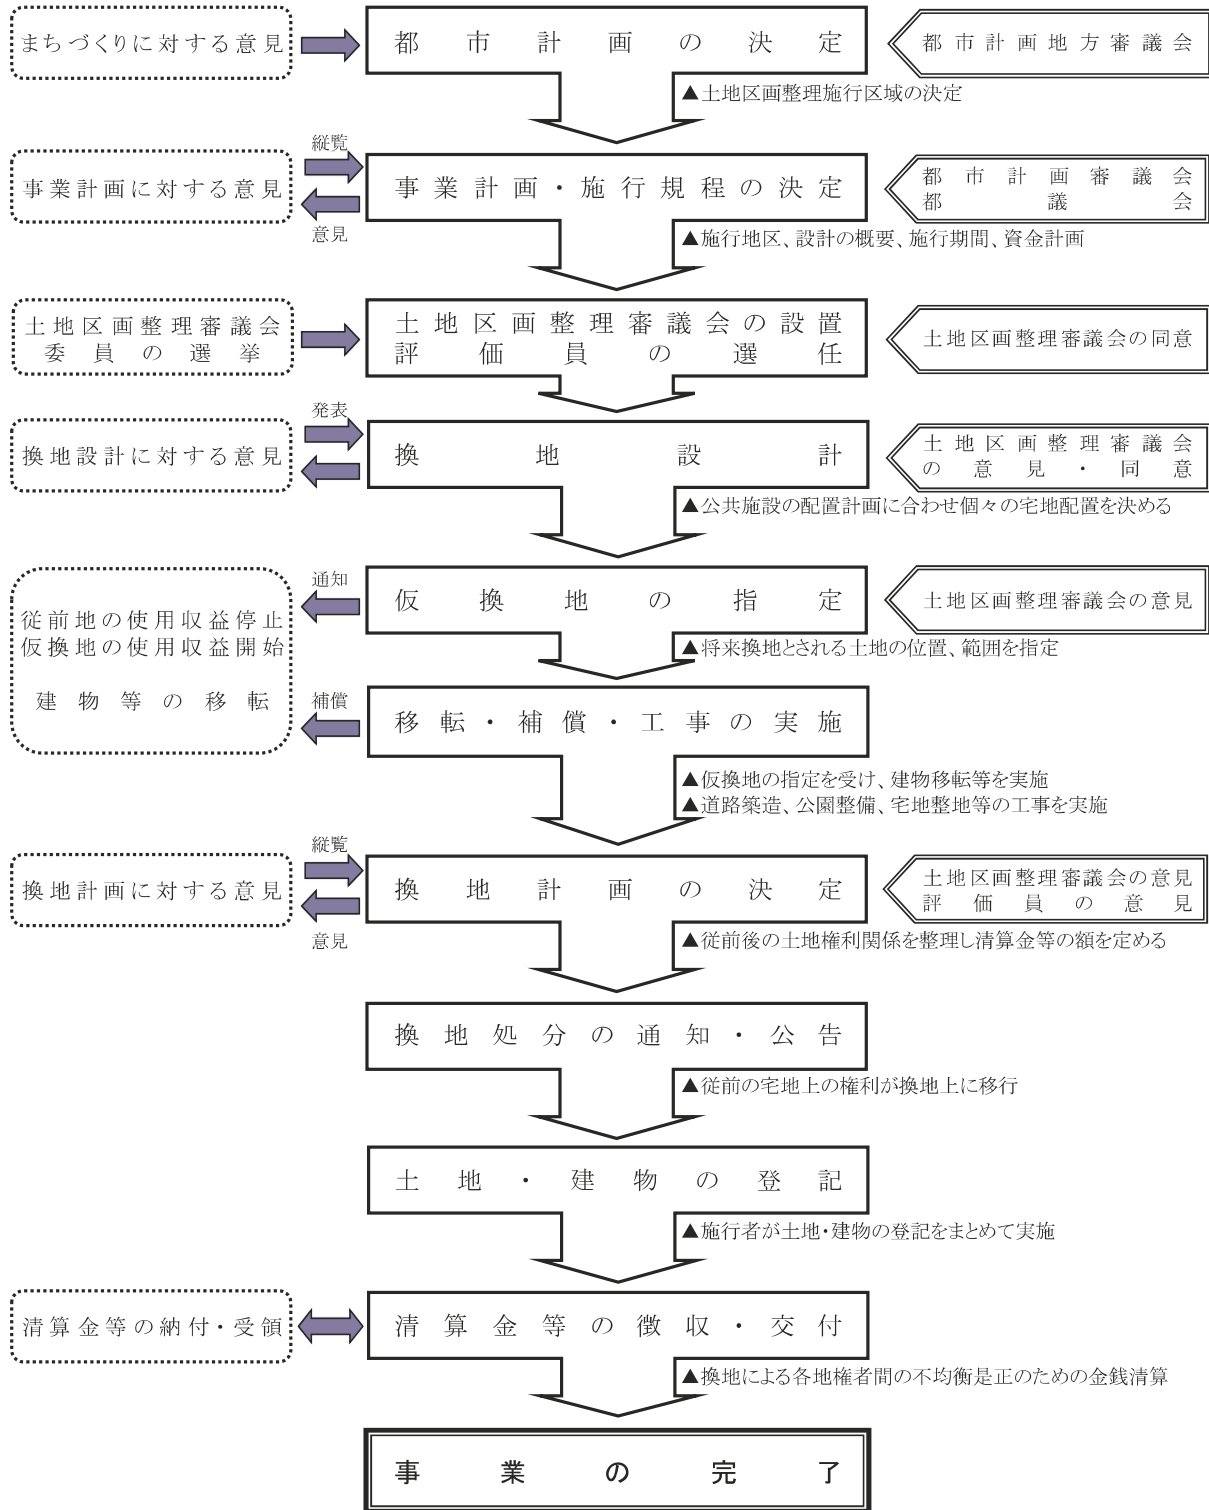 まちづくりに対する意見
都市計画の決定
都市計画地方審議会
▲土地区画整理施行区域の決定
縦覧
事業計画に対する意見
意見
事業計画・施行規程の決定
都市計画審議会
都議会
▲施行地区、設計の概要、施行期間、資金計画
土地区画整理審議会
委員の選挙
土地区画整理審議会の設置
評価員の選任
土地区画整理審議会の同意
発表
換地設計に対する意見
換地設計
土地区画整理審議会
の意見・同意
▲公共施設の配置計画に合わせ個々の宅地配置を決める
通知
従前地の使用収益停止
仮換地の使用収益開始
建物等の移転
仮換地の指定
土地区画整理審議会の意見
▲将来換地とされる土地の位置、範囲を指定
補償
移転・補償・工事の実施
▲仮換地の指定を受け、建物移転等を実施
▲道路築造、公園整備、宅地整地等の工事を実施
縦覧
換地計画に対する意見
意見
換地計画の決定
土地区画整理審議会の意見
評価員の意見
▲従前後の土地権利関係を整理し清算金等の額を定める
換地処分の通知・公告
▲従前の宅地上の権利が換地上に移行
土地・建物の登記
▲施行者が土地・建物の登記をまとめて実施
清算金等の納付・受領
清算金等の徴収・交付
▲換地による各地権者間の不均衡是正のための金銭清算
事業の完了